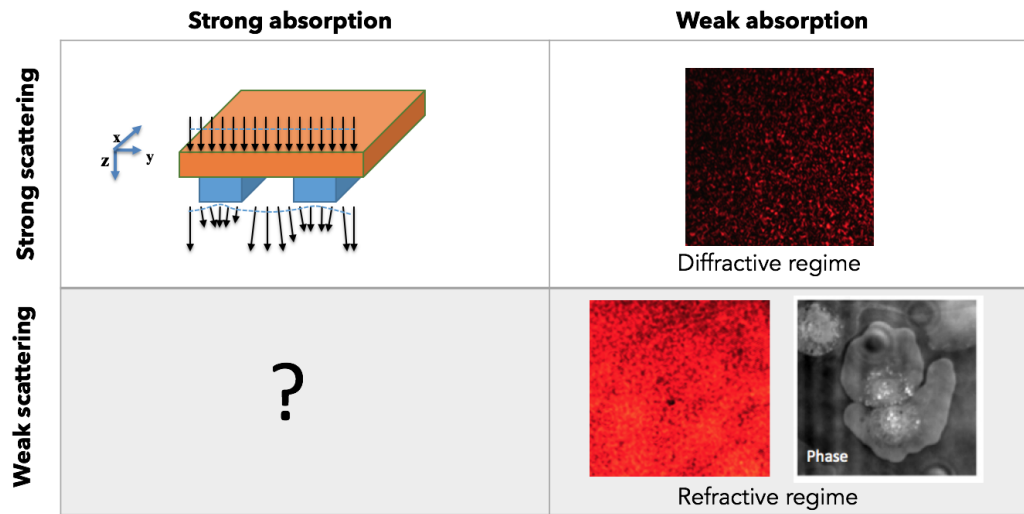 Strong absorption
Weak absorption
Strong scattering
x
z
y
Diffractive regime
Weak scattering
?
Phase
Refractive regime